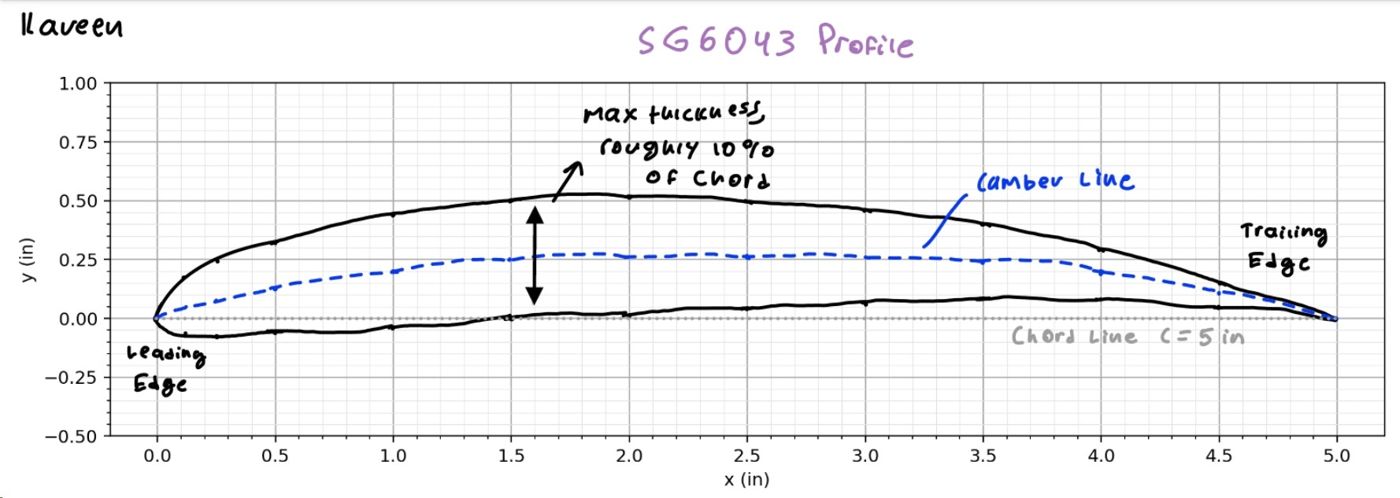 SG6043 Profile
1.00
0.75
0.50
0.25
0.00
−0.25
−0.50
y (in)
Max thickness,
roughly 10%
OF Chord
Camber Line
Trailing
Edge
Leading
Edge
Chord Line C = 5 in
0.0 0.5 1.0 1.5 2.0 2.5 3.0 3.5 4.0 4.5 5.0
x (in)